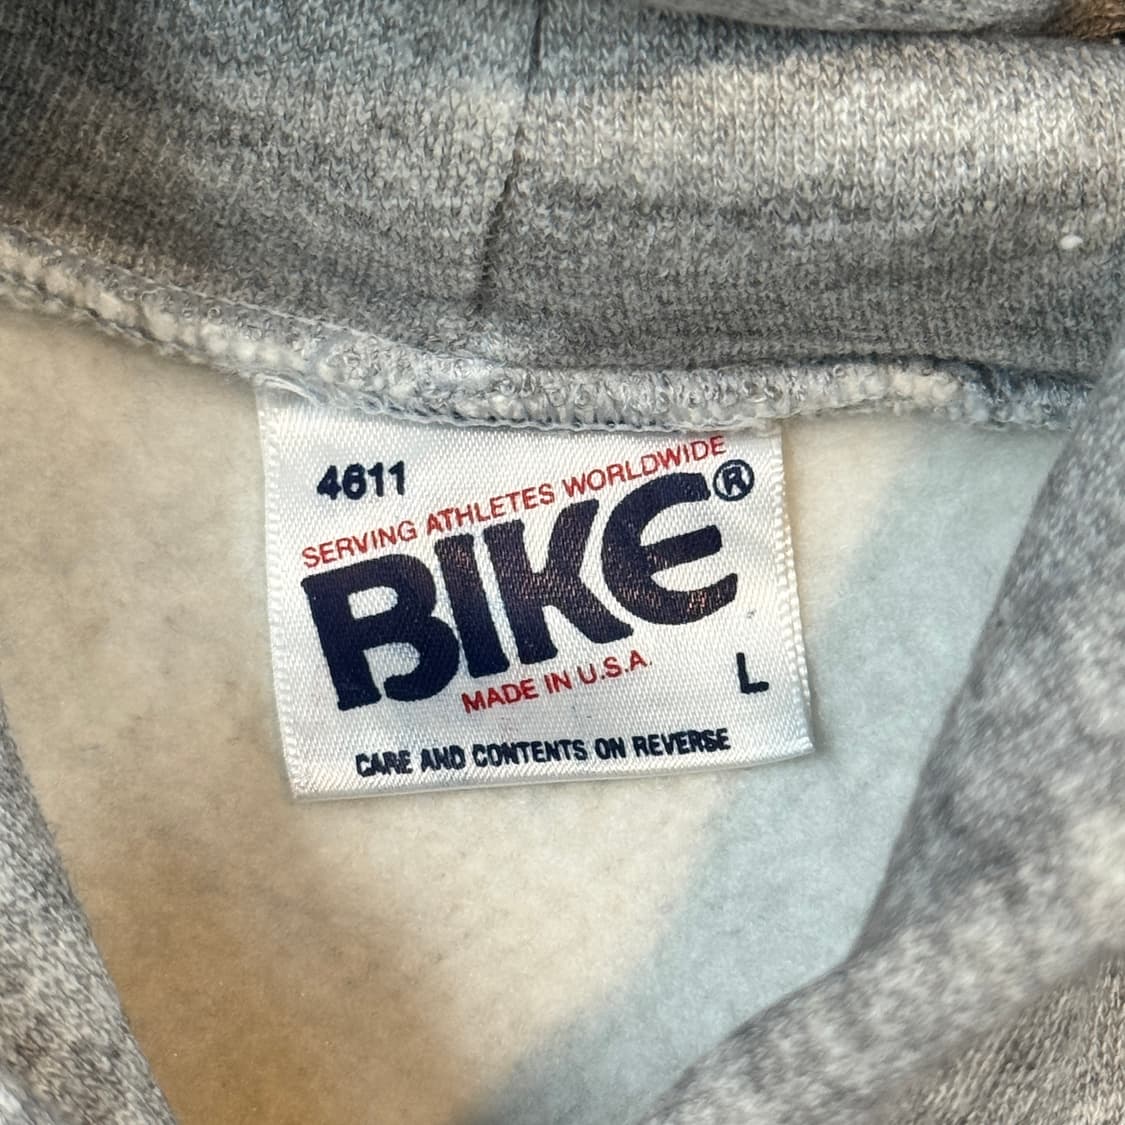 4611
SERVING ATHLETES WORLDWIDE
BIKE®
MADE IN U.S.A.
L
CARE AND CONTENTS ON REVERSE